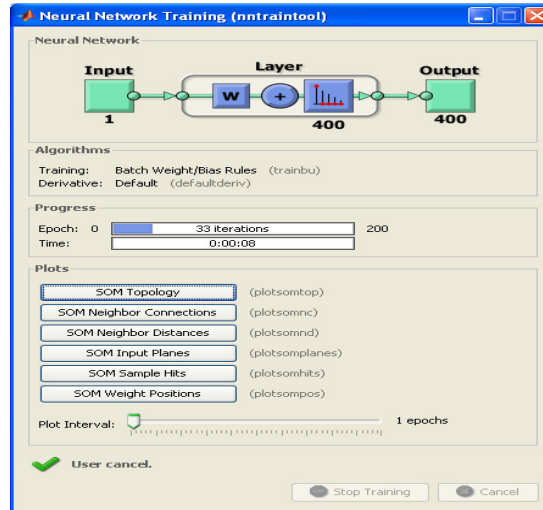 Neural Network Training (nntraintool)
Neural Network
Input
Layer
Output
W
+
1
400
400
Algorithms
Training: Batch Weight/Bias Rules (trainbu)
Derivative: Default (defaultderiv)
Progress
Epoch: 0 33 iterations 200
Time: 0:00:08
Plots
SOM Topology (plotsomtop)
SOM Neighbor Connections (plotsomnc)
SOM Neighbor Distances (plotsomnd)
SOM Input Planes (plotsomplanes)
SOM Sample Hits (plotsomhits)
SOM Weight Positions (plotsompos)
Plot Interval: 1 epochs
User cancel.
Stop Training Cancel